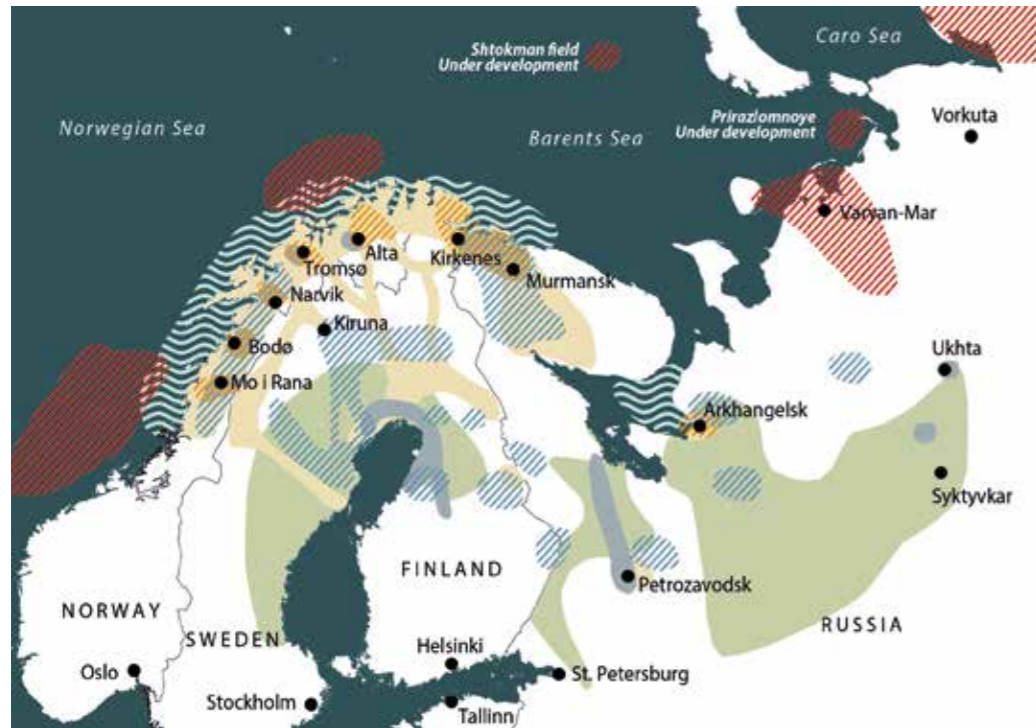 Shtokman field
Under development
Caro Sea
Norwegian Sea
Barents Sea
Prirazlomnoye
Under development
Vorkuta
Varyan-Mar
Alta
Tromsø
Kirkenes
Murmansk
Narvik
Kiruna
Bodø
Mo i Rana
Ukhta
Arkhangelsk
Syktyvkar
FINLAND
Petrozavodsk
NORWAY
SWEDEN
RUSSIA
Helsinki
Oslo
St. Petersburg
Stockholm
Tallinn